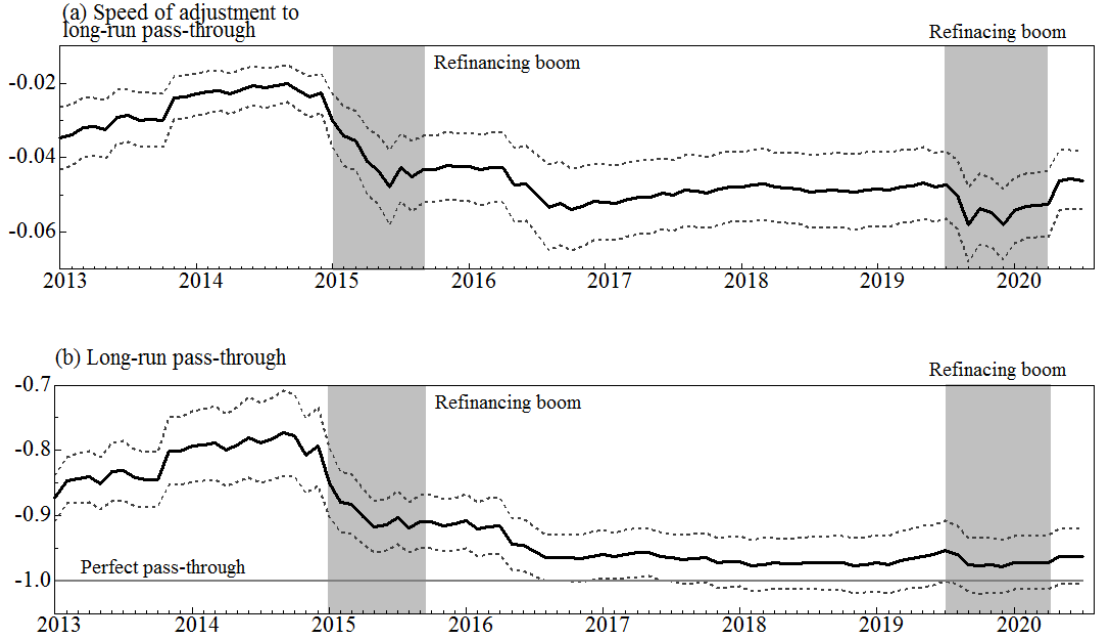 (a) Speed of adjustment to
long-run pass-through
Refinancing boom
Refinancing boom
-0.02
-0.04
-0.06
2013 2014 2015 2016 2017 2018 2019 2020
(b) Long-run pass-through
Refinacing boom
Refinancing boom
-0.7
-0.8
-0.9
Perfect pass-through
-1.0
2013 2014 2015 2016 2017 2018 2019 2020